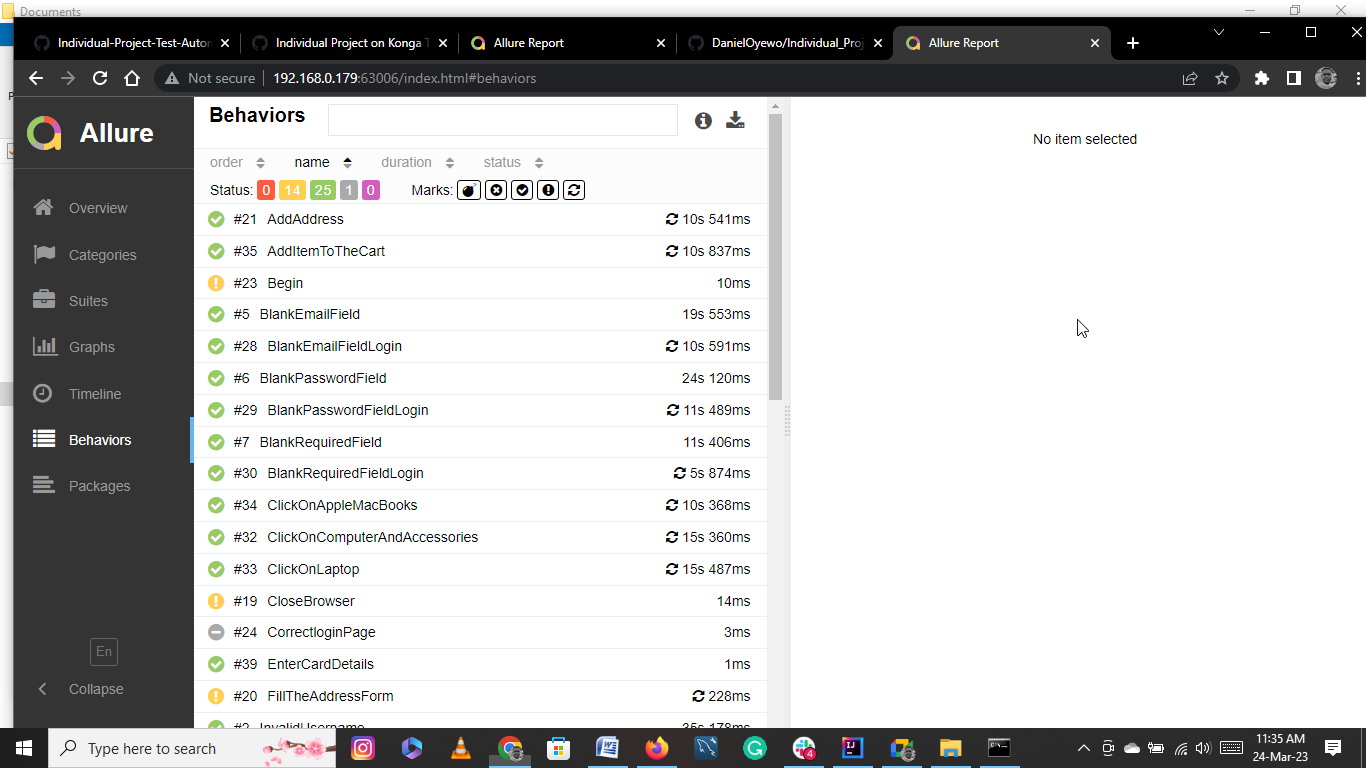 Documents
Individual-Project-Test-Autom
Individual Project on Konga T
Allure Report
DanielOyewo/Individual_Proj
Allure Report
Not secure
192.168.0.179:63006/index.html#behaviors
Allure
Overview
Categories
Suites
Graphs
Timeline
Behaviors
Packages
En
Collapse
Behaviors
order name duration status
Status: 0 14 25 1 0 Marks:
#21 AddAddress 10s 541ms
#35 AddItemToTheCart 10s 837ms
#23 Begin 10ms
#5 BlankEmailField 19s 553ms
#28 BlankEmailFieldLogin 10s 591ms
#6 BlankPasswordField 24s 120ms
#29 BlankPasswordFieldLogin 11s 489ms
#7 BlankRequiredField 11s 406ms
#30 BlankRequiredFieldLogin 5s 874ms
#34 ClickOnAppleMacBooks 10s 368ms
#32 ClickOnComputerAndAccessories 15s 360ms
#33 ClickOnLaptop 15s 487ms
#19 CloseBrowser 14ms
#24 CorrectloginPage 3ms
#39 EnterCardDetails 1ms
#20 FillTheAddressForm 228ms
#2 InvalidUsername 35s 178ms
No item selected
Type here to search
4
11:35 AM
24-Mar-23